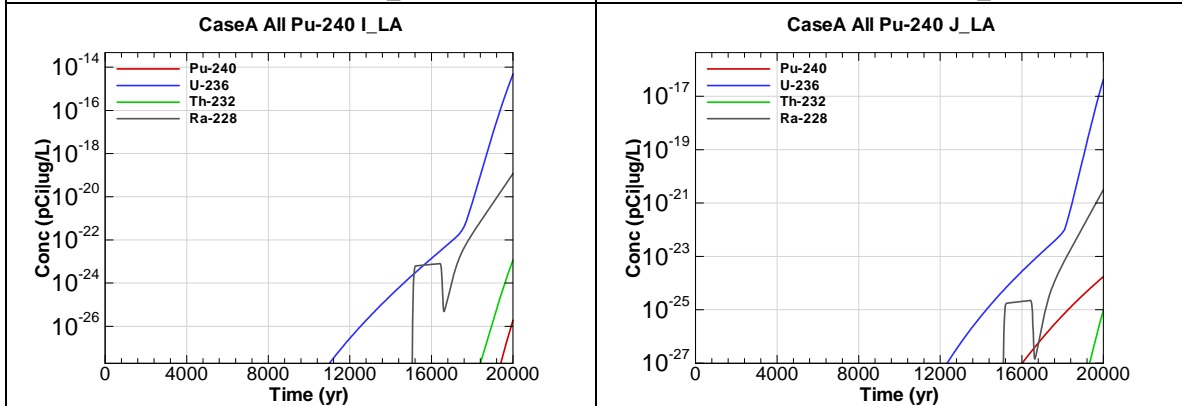 CaseA All Pu-240 I_LA
10^-14
10^-16
10^-18
10^-20
10^-22
10^-24
10^-26
Conc (pCi|ug/L)
Pu-240
U-236
Th-232
Ra-228
0 4000 8000 12000 16000 20000
Time (yr)
CaseA All Pu-240 J_LA
10^-17
10^-19
10^-21
10^-23
10^-25
10^-27
Conc (pCi|ug/L)
Pu-240
U-236
Th-232
Ra-228
0 4000 8000 12000 16000 20000
Time (yr)